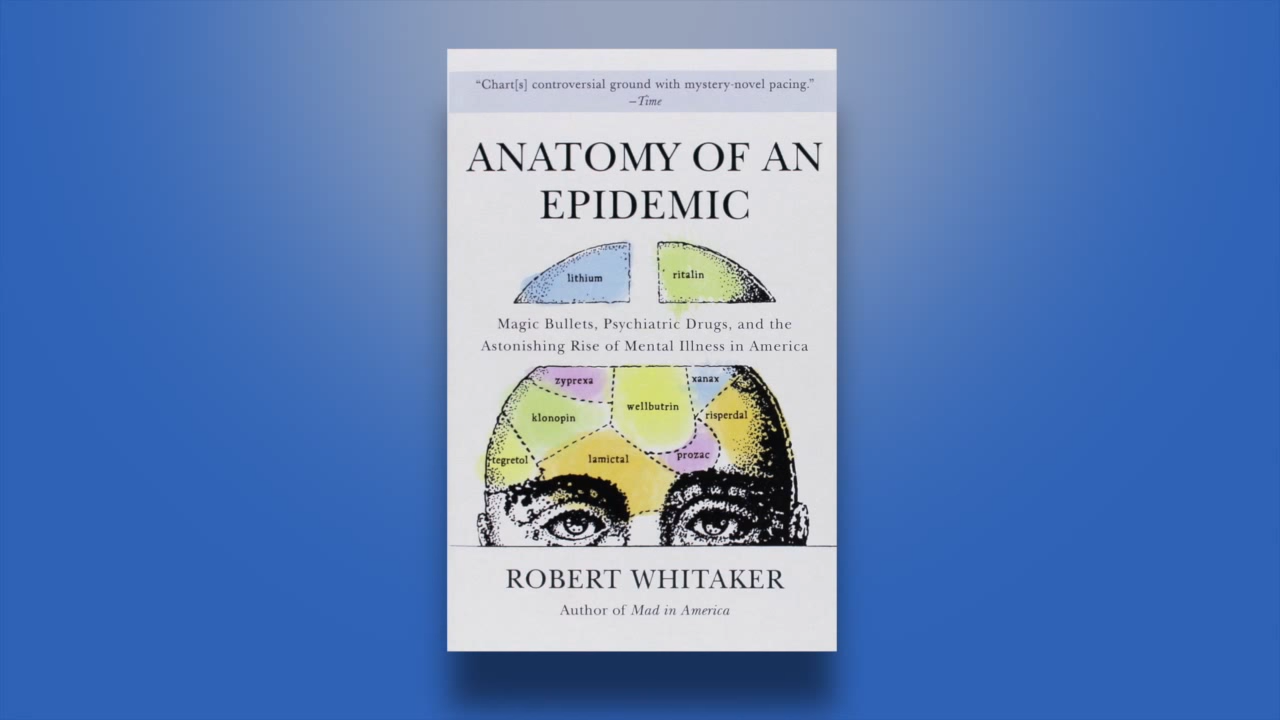 “Chart[s] controversial ground with mystery-novel pacing.”
—Time
ANATOMY OF AN
EPIDEMIC
lithium
ritalin
Magic Bullets, Psychiatric Drugs, and the
Astonishing Rise of Mental Illness in America
zyprexa
xanax
klonopin
wellbutrin
risperdal
tegretol
lamictal
prozac
ROBERT WHITAKER
Author of Mad in America